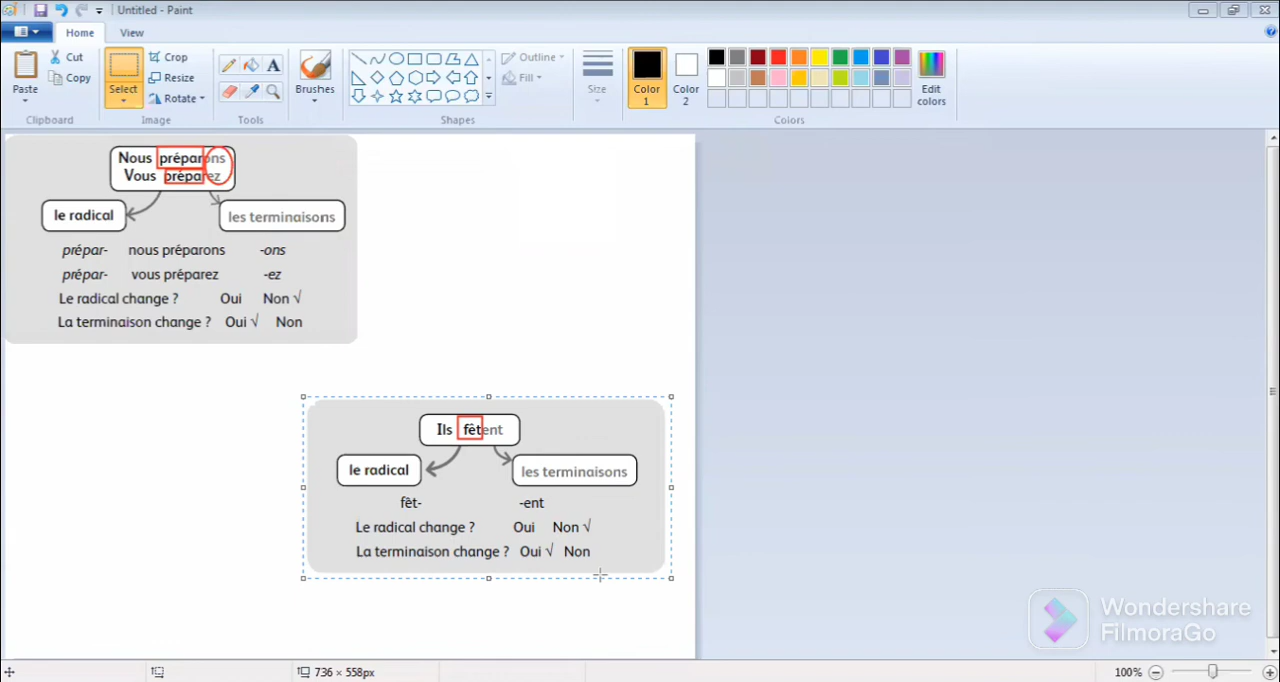 Untitled - Paint
Home View
Paste
Cut
Copy
Clipboard
Select
Crop
Resize
Rotate
Image
A
Tools
Brushes
Outline
Fill
Shapes
Size
Color 1
Color 2
Edit colors
Colors
Nous préparons
Vous préparez
le radical les terminaisons
prépar- nous préparons -ons
prépar- vous préparez -ez
Le radical change ? Oui Non √
La terminaison change ? Oui √ Non
Ils fêtent
le radical les terminaisons
fêt- -ent
Le radical change ? Oui Non √
La terminaison change ? Oui √ Non
Wondershare
FilmoraGo
736 × 558px
100%